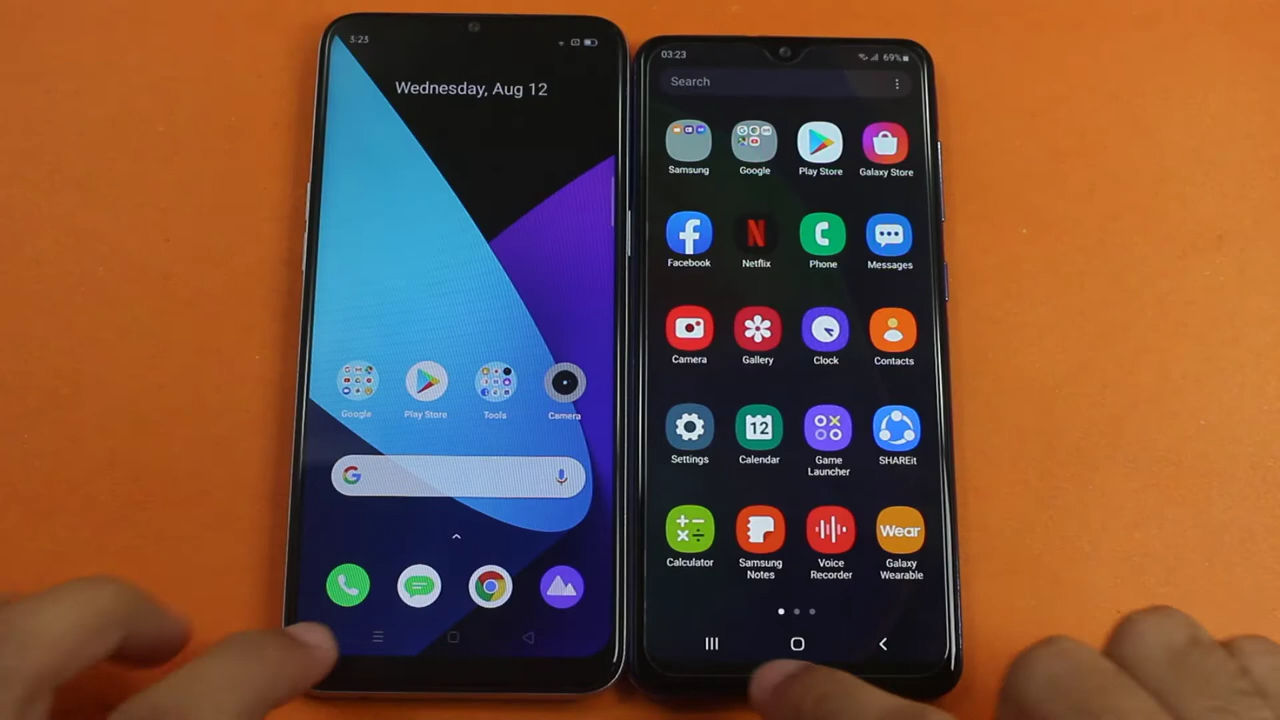 3:23
Wednesday, Aug 12
Google Play Store Tools Camera
03:23 69%
Search
Samsung Google Play Store Galaxy Store
Facebook Netflix Phone Messages
Camera Gallery Clock Contacts
12
Settings Calendar Game Launcher SHAREit
Wear
Calculator Samsung Notes Voice Recorder Galaxy Wearable